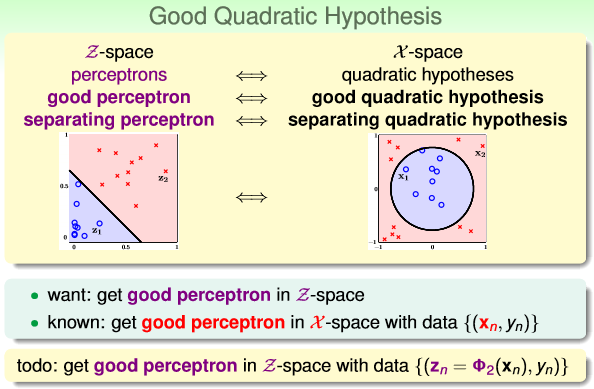 Good Quadratic Hypothesis
𝒵-space 𝒳-space
perceptrons ⟺ quadratic hypotheses
good perceptron ⟺ good quadratic hypothesis
separating perceptron ⟺ separating quadratic hypothesis
1 1
z₂ x₂
0.5 ⟺ x₁ 0
z₁
0 −1
0 0.5 1 −1 0 1
• want: get good perceptron in 𝒵-space
• known: get good perceptron in 𝒳-space with data {(xₙ, yₙ)}
todo: get good perceptron in 𝒵-space with data {(zₙ = Φ₂(xₙ), yₙ)}